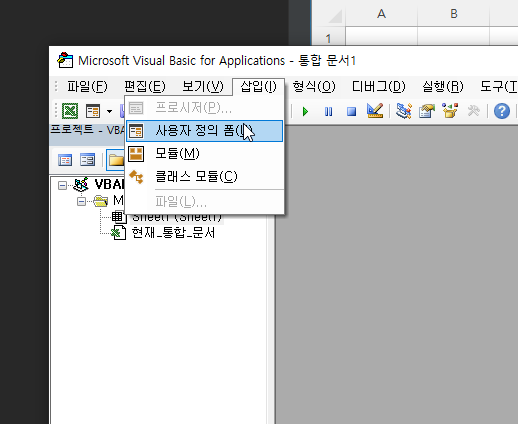 A B
1
Microsoft Visual Basic for Applications - 통합 문서1
파일(F) 편집(E) 보기(V) 삽입(I) 형식(O) 디버그(D) 실행(R) 도구(T
프로시저(P)...
프로젝트 - VBA
사용자 정의 폼(
모듈(M)
클래스 모듈(C)
파일(L)...
Sheet1 (Sheet1)
현재_통합_문서